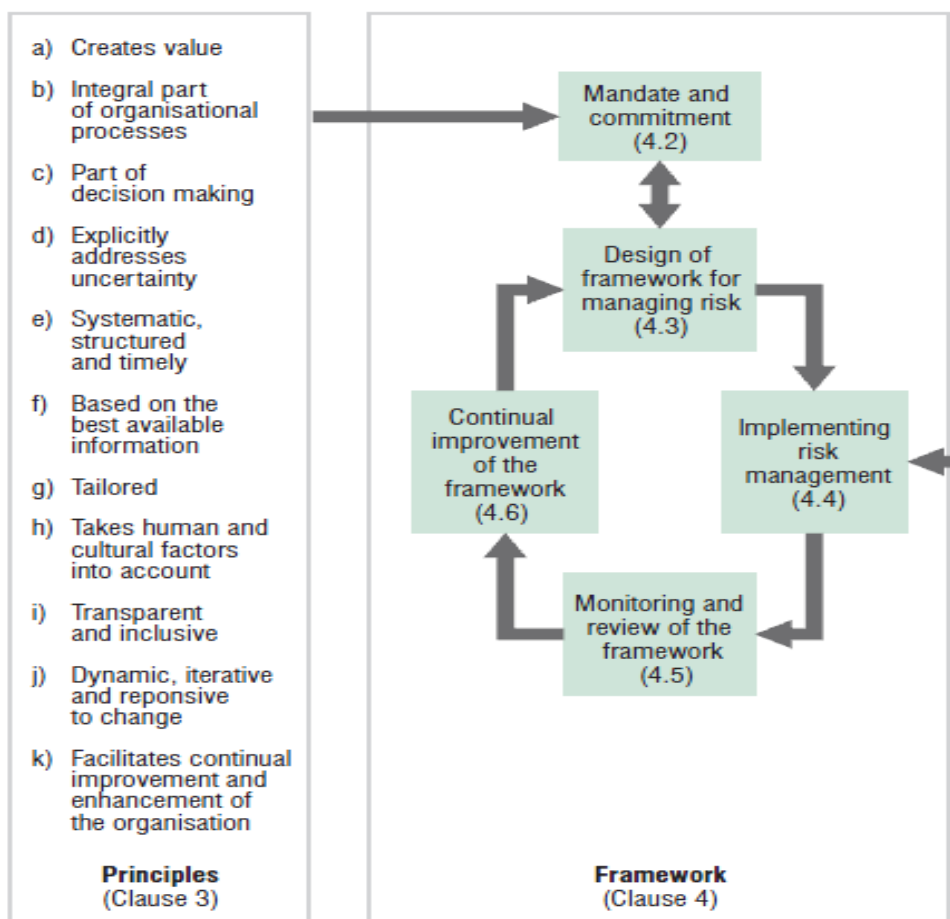 a) Creates value
b) Integral part
of organisational
processes
c) Part of
decision making
d) Explicitly
addresses
uncertainty
e) Systematic,
structured
and timely
f) Based on the
best available
information
g) Tailored
h) Takes human and
cultural factors
into account
i) Transparent
and inclusive
j) Dynamic, iterative
and reponsive
to change
k) Facilitates continual
improvement and
enhancement of
the organisation
Principles
(Clause 3)
Mandate and
commitment
(4.2)
Design of
framework for
managing risk
(4.3)
Implementing
risk
management
(4.4)
Monitoring and
review of the
framework
(4.5)
Continual
improvement
of the
framework
(4.6)
Framework
(Clause 4)